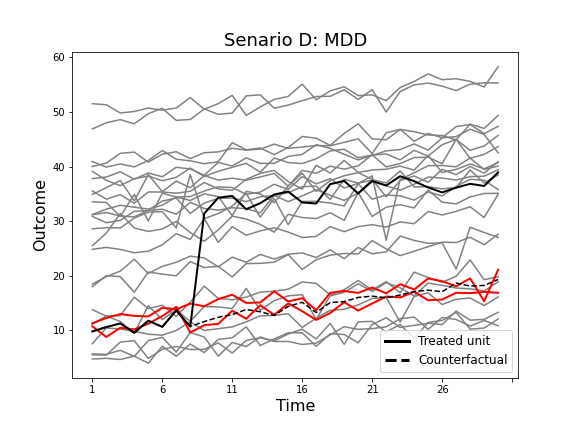 Senario D: MDD
Outcome
60
50
40
30
20
10
1 6 11 16 21 26
Time
Treated unit
Counterfactual